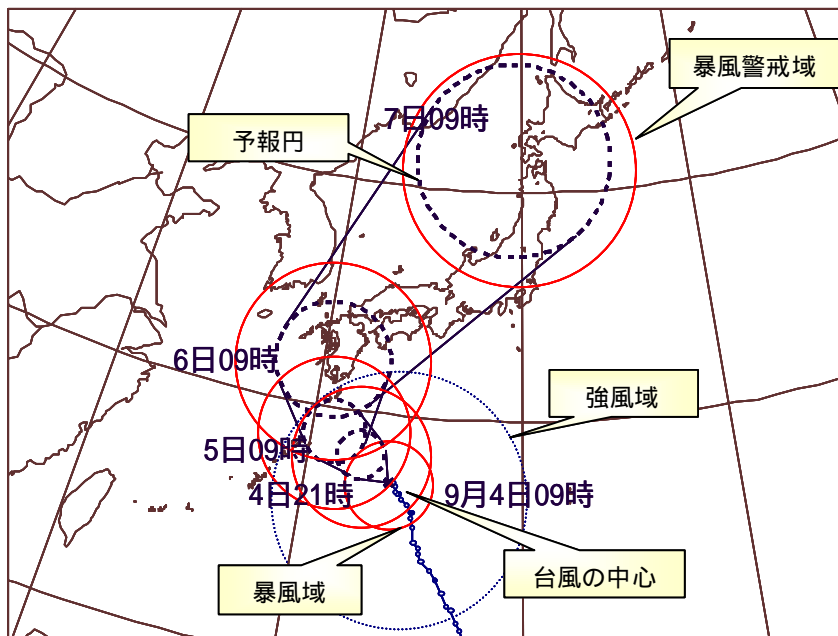 暴風警戒域
7日09時
予報円
6日09時
強風域
5日09時
4日21時
9月4日09時
暴風域
台風の中心